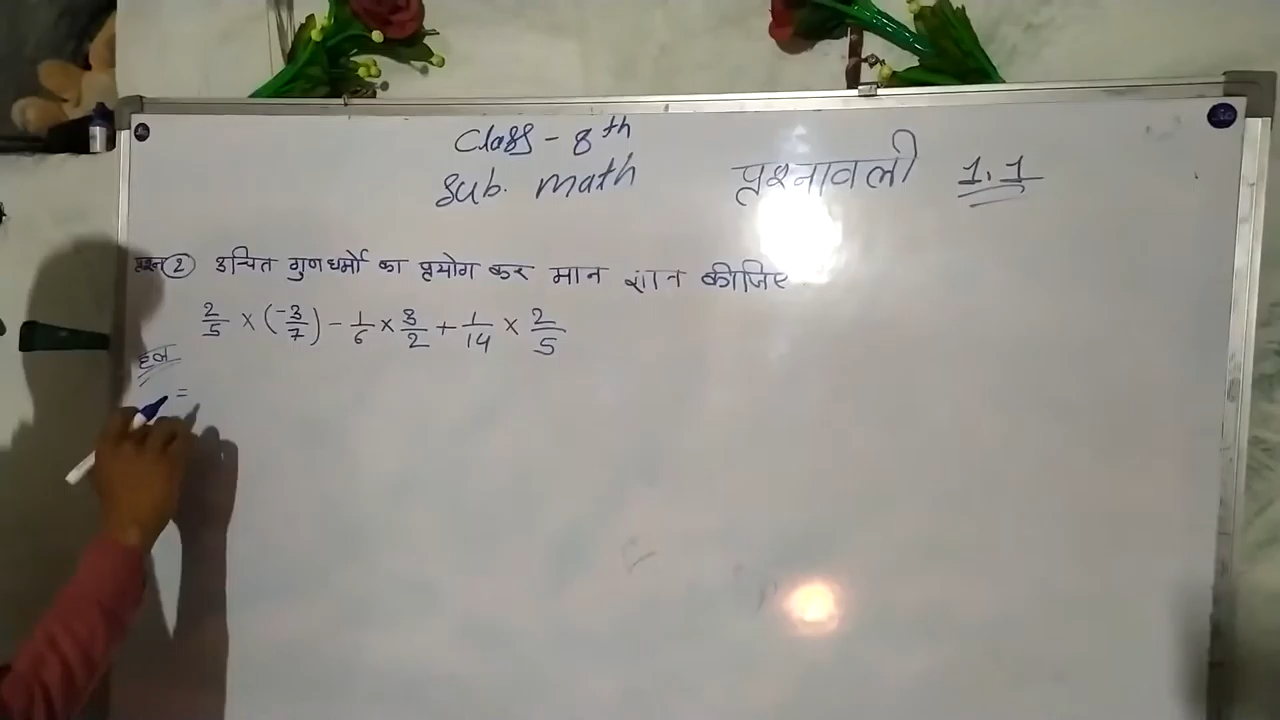 Class - 8th
Sub. math
प्रश्नावली 1.1
प्रश्न 2 उचित गुणधर्मो का प्रयोग कर मान ज्ञात कीजिए
2/5 × (-3/7) - 1/6 × 3/2 + 1/14 × 2/5
हल
=